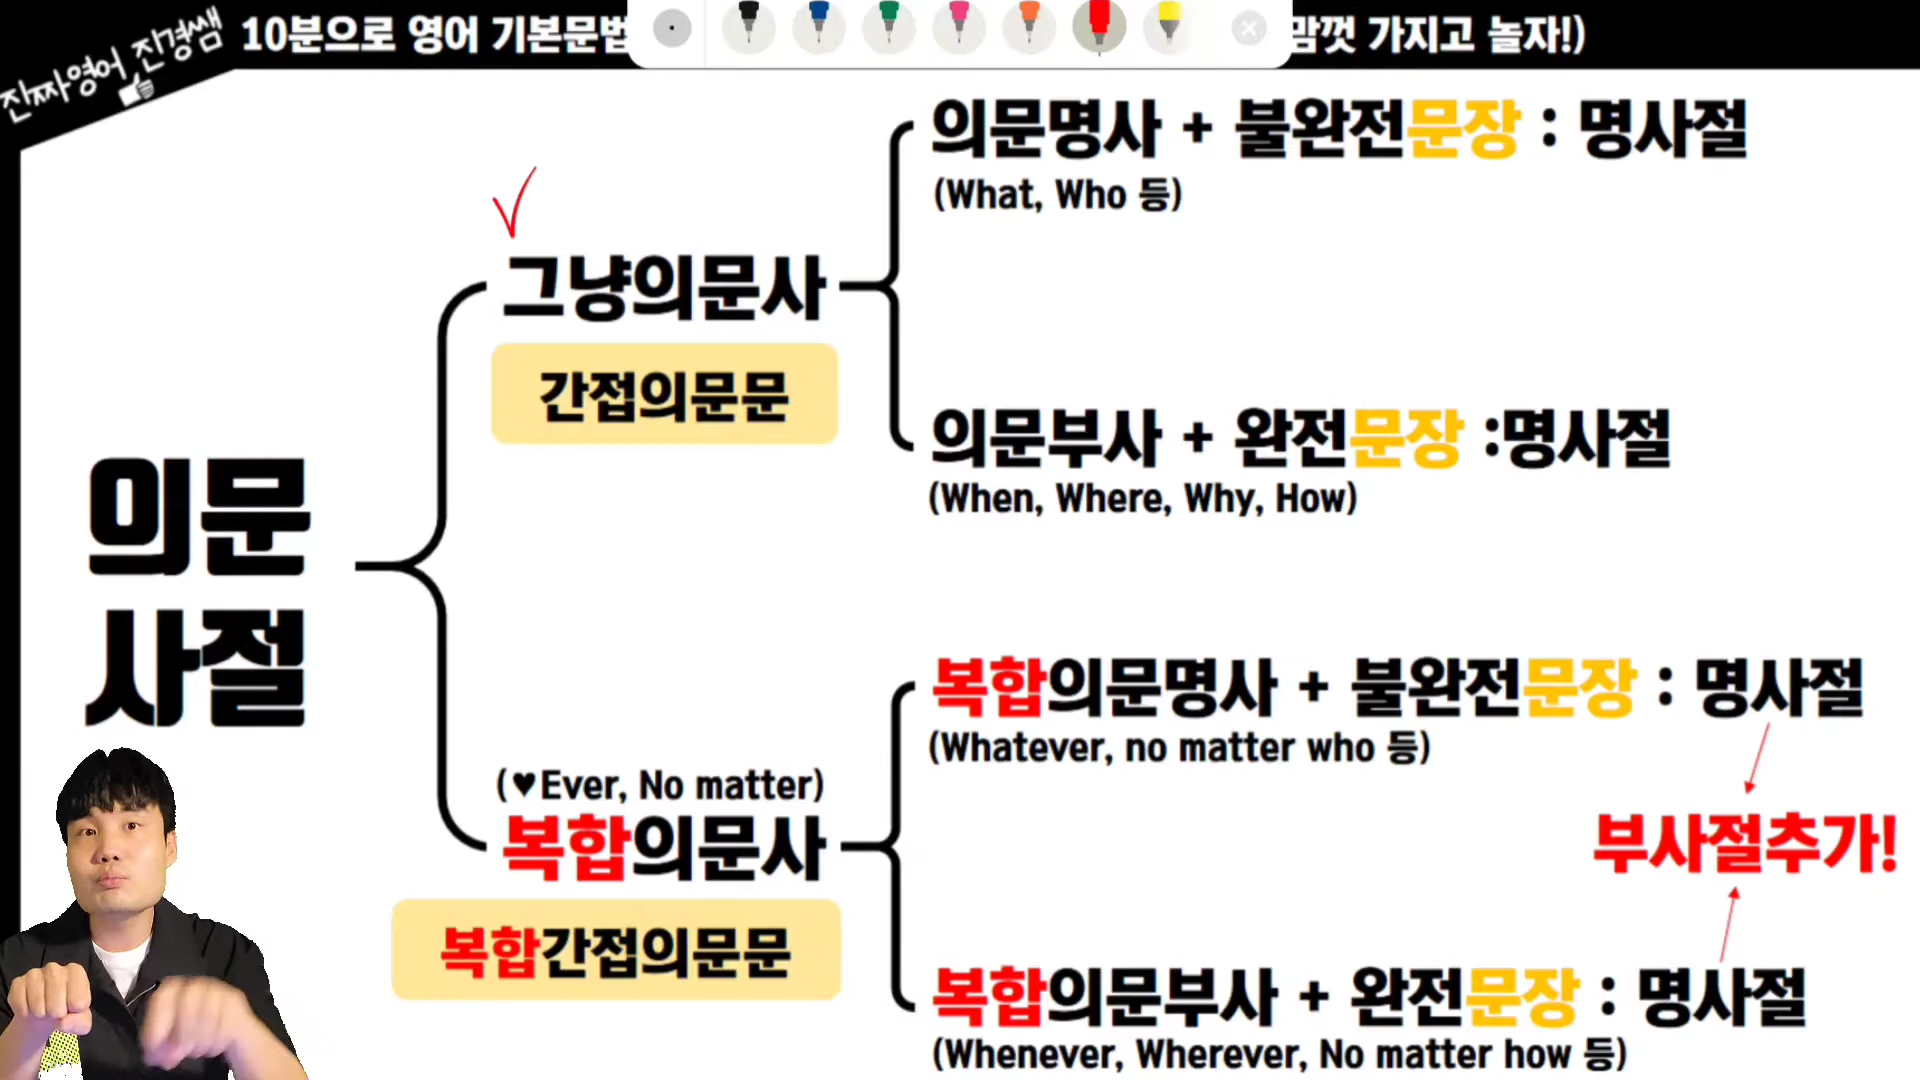 진짜영어 진경쌤
10분으로 영어 기본문법
맘껏 가지고 놀자!)
의문명사 + 불완전문장 : 명사절
(What, Who 등)
그냥의문사
간접의문문
의문부사 + 완전문장 :명사절
(When, Where, Why, How)
의문
사절
복합의문명사 + 불완전문장 : 명사절
(Whatever, no matter who 등)
(♥Ever, No matter)
복합의문사
부사절추가!
복합간접의문문
복합의문부사 + 완전문장 : 명사절
(Whenever, Wherever, No matter how 등)